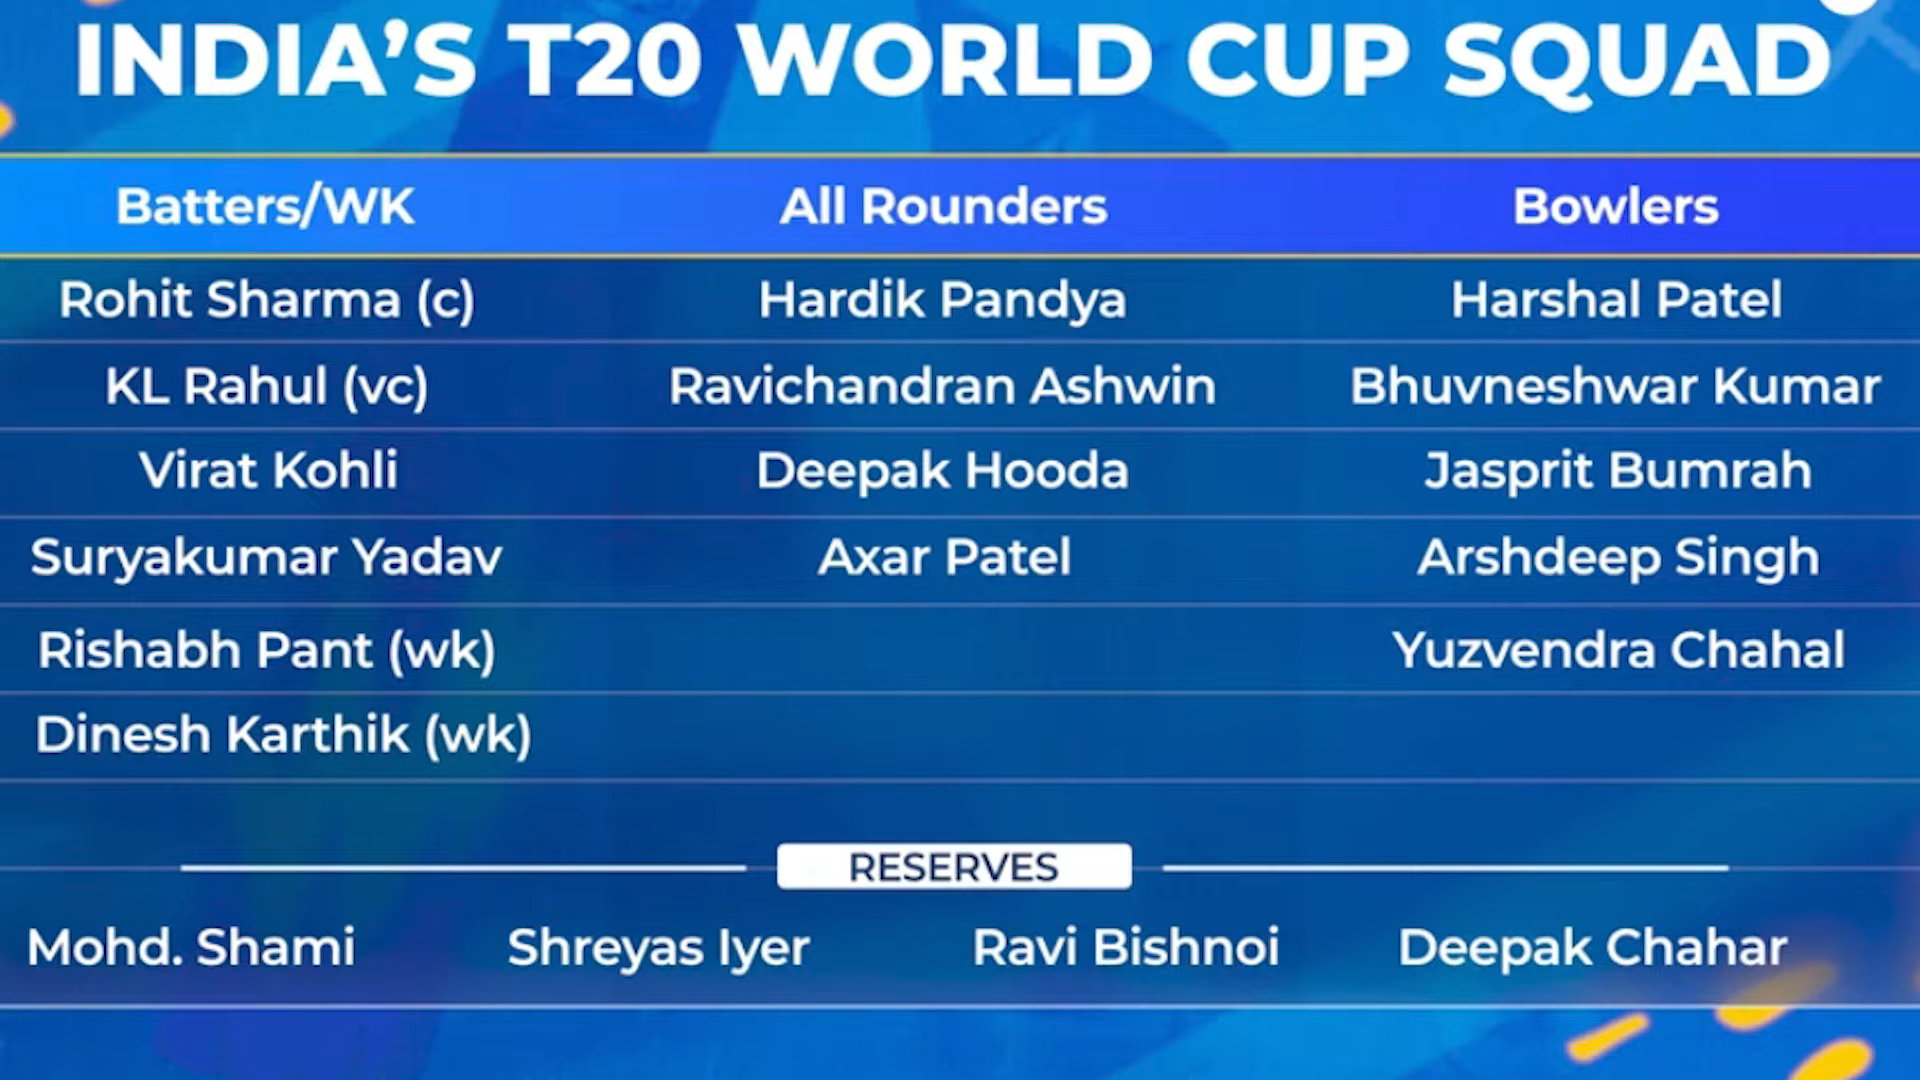 INDIA'S T20 WORLD CUP SQUAD
Batters/WK All Rounders Bowlers
Rohit Sharma (c) Hardik Pandya Harshal Patel
KL Rahul (vc) Ravichandran Ashwin Bhuvneshwar Kumar
Virat Kohli Deepak Hooda Jasprit Bumrah
Suryakumar Yadav Axar Patel Arshdeep Singh
Rishabh Pant (wk) Yuzvendra Chahal
Dinesh Karthik (wk)
RESERVES
Mohd. Shami Shreyas Iyer Ravi Bishnoi Deepak Chahar